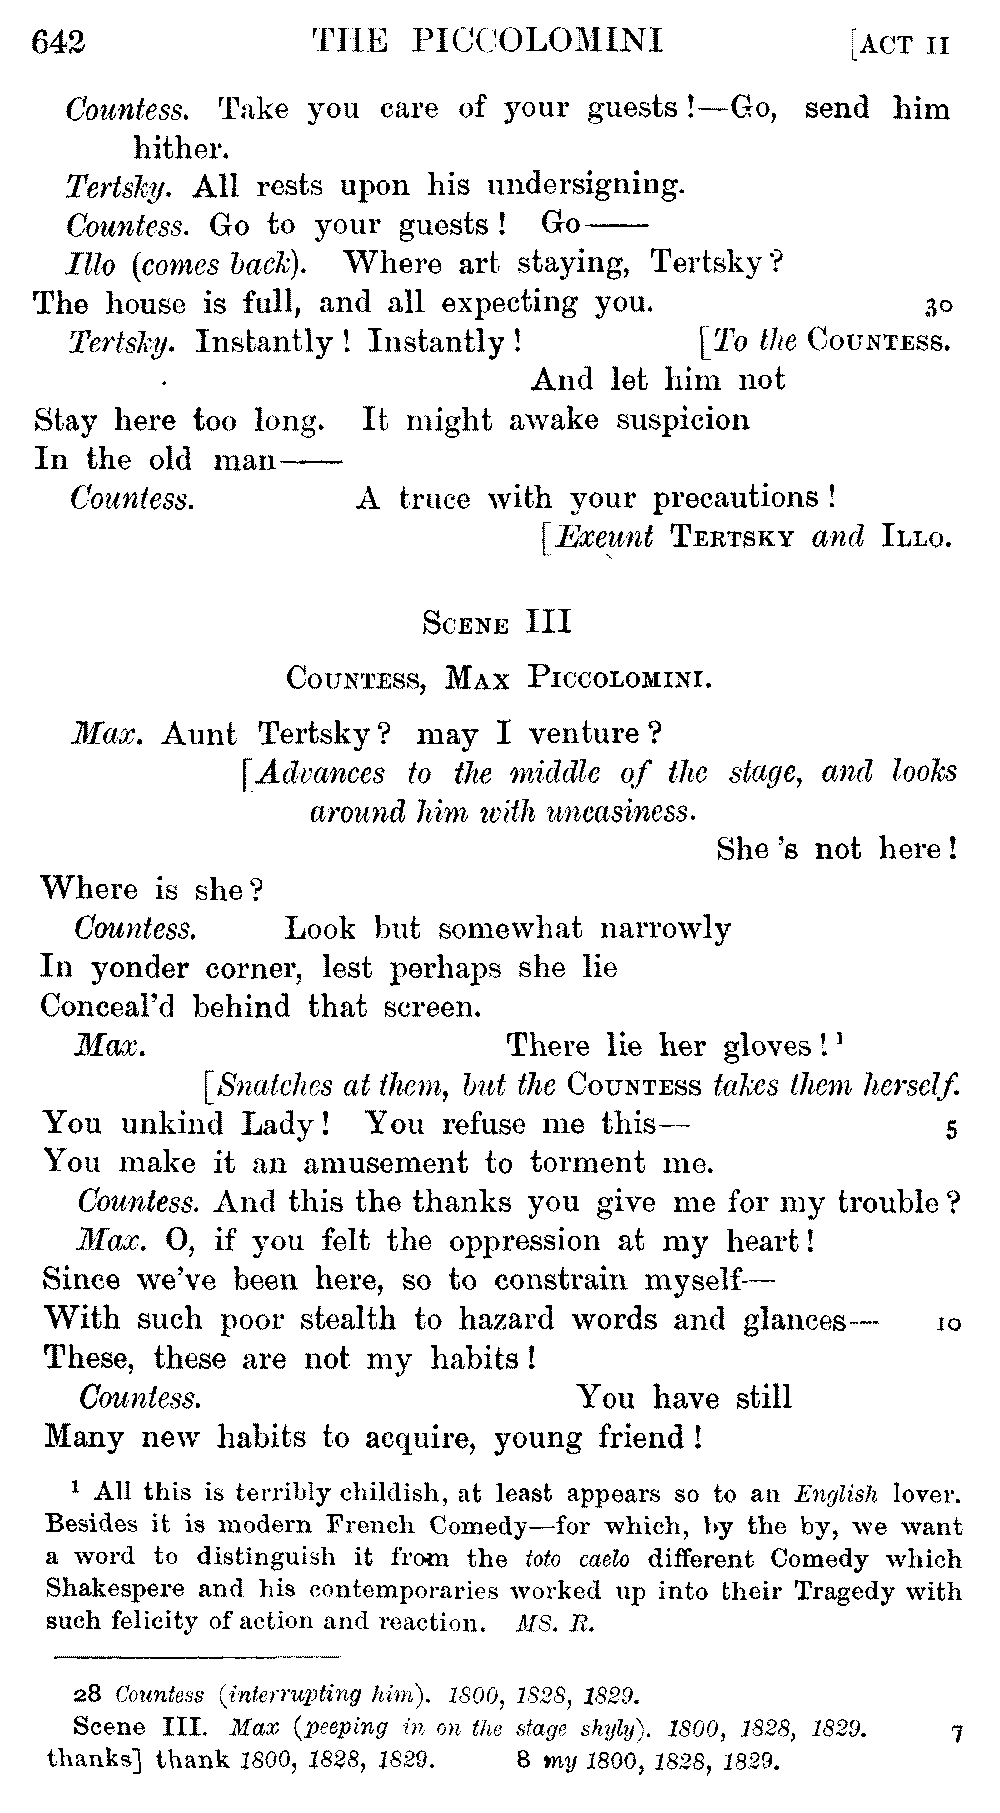 642 THE PICCOLOMINI [ACT II
Countess. Take you care of your guests!—Go, send him
hither.
Tertsky. All rests upon his undersigning.
Countess. Go to your guests! Go——
Illo (comes back). Where art staying, Tertsky?
The house is full, and all expecting you. 30
Tertsky. Instantly! Instantly! [To the COUNTESS.
And let him not
Stay here too long. It might awake suspicion
In the old man——
Countess. A truce with your precautions!
[Exeunt TERTSKY and ILLO.
SCENE III
COUNTESS, MAX PICCOLOMINI.
Max. Aunt Tertsky? may I venture?
[Advances to the middle of the stage, and looks
around him with uneasiness.
She's not here!
Where is she?
Countess. Look but somewhat narrowly
In yonder corner, lest perhaps she lie
Conceal'd behind that screen.
Max. There lie her gloves!¹
[Snatches at them, but the COUNTESS takes them herself.
You unkind Lady! You refuse me this— 5
You make it an amusement to torment me.
Countess. And this the thanks you give me for my trouble?
Max. O, if you felt the oppression at my heart!
Since we've been here, so to constrain myself—
With such poor stealth to hazard words and glances— 10
These, these are not my habits!
Countess. You have still
Many new habits to acquire, young friend!
¹ All this is terribly childish, at least appears so to an English lover.
Besides it is modern French Comedy—for which, by the by, we want
a word to distinguish it from the toto caelo different Comedy which
Shakespere and his contemporaries worked up into their Tragedy with
such felicity of action and reaction. MS. R.
28 Countess (interrupting him). 1800, 1828, 1829.
Scene III. Max (peeping in on the stage shyly). 1800, 1828, 1829. 7
thanks] thank 1800, 1828, 1829. 8 my 1800, 1828, 1829.